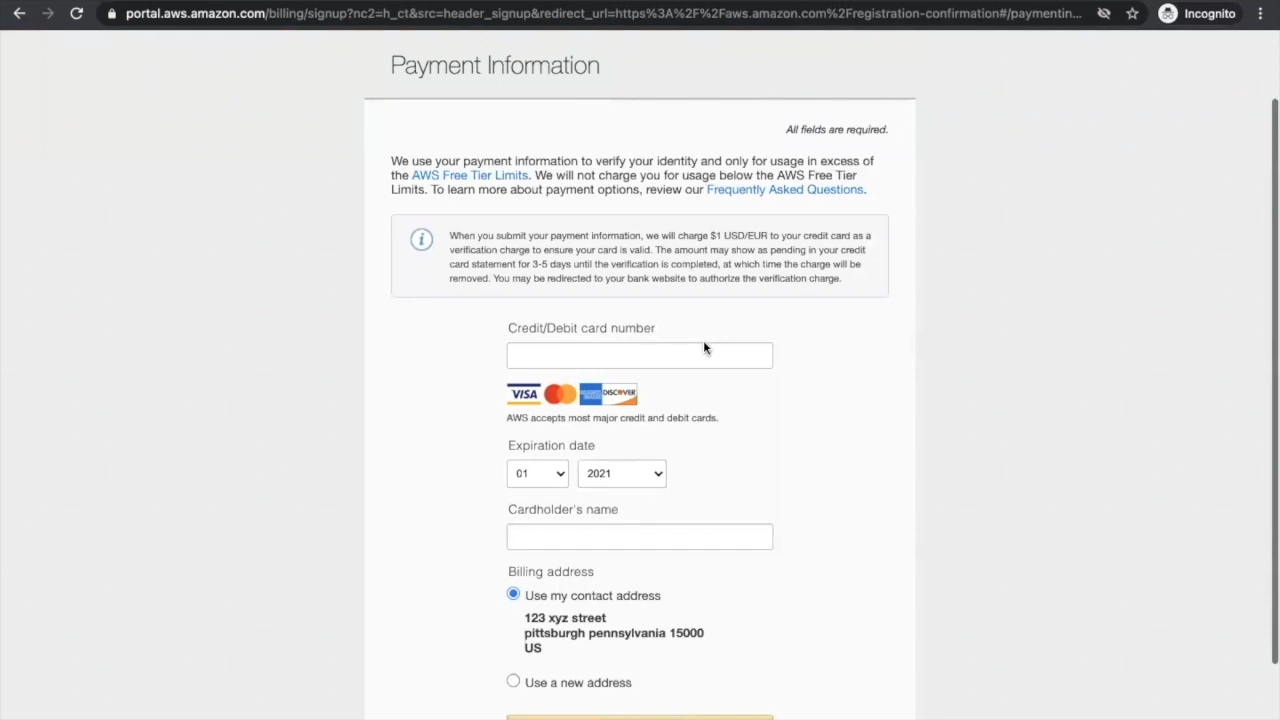 portal.aws.amazon.com/billing/signup?nc2=h_ct&src=header_signup&redirect_url=https%3A%2F%2Faws.amazon.com%2Fregistration-confirmation#/paymentin...
Incognito
Payment Information
All fields are required.
We use your payment information to verify your identity and only for usage in excess of
the AWS Free Tier Limits. We will not charge you for usage below the AWS Free Tier
Limits. To learn more about payment options, review our Frequently Asked Questions.
When you submit your payment information, we will charge $1 USD/EUR to your credit card as a
verification charge to ensure your card is valid. The amount may show as pending in your credit
card statement for 3-5 days until the verification is completed, at which time the charge will be
removed. You may be redirected to your bank website to authorize the verification charge.
Credit/Debit card number
VISA DISCOVER
AWS accepts most major credit and debit cards.
Expiration date
01 2021
Cardholder's name
Billing address
Use my contact address
123 xyz street
pittsburgh pennsylvania 15000
US
Use a new address